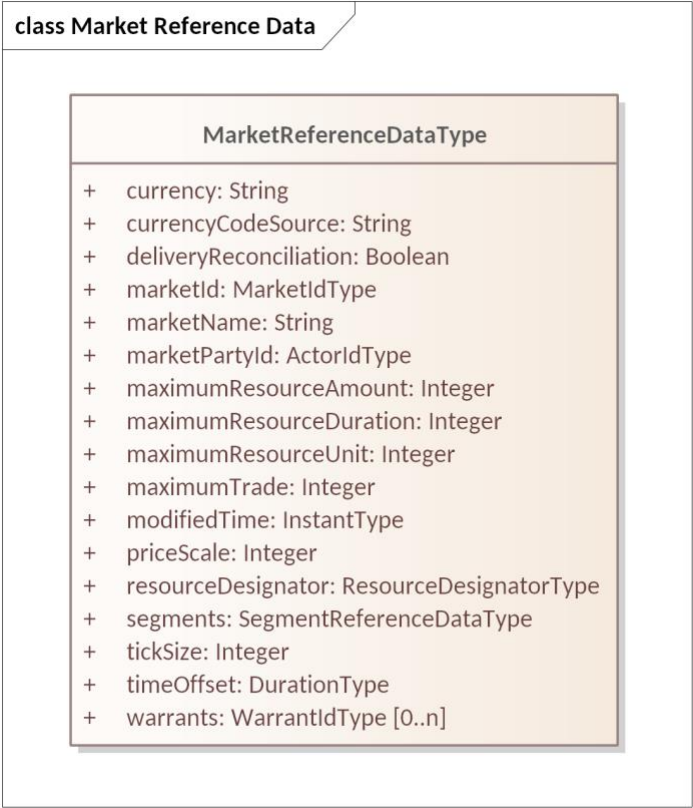 class Market Reference Data
MarketReferenceDataType
+ currency: String
+ currencyCodeSource: String
+ deliveryReconciliation: Boolean
+ marketId: MarketIdType
+ marketName: String
+ marketPartyId: ActorIdType
+ maximumResourceAmount: Integer
+ maximumResourceDuration: Integer
+ maximumResourceUnit: Integer
+ maximumTrade: Integer
+ modifiedTime: InstantType
+ priceScale: Integer
+ resourceDesignator: ResourceDesignatorType
+ segments: SegmentReferenceDataType
+ tickSize: Integer
+ timeOffset: DurationType
+ warrants: WarrantIdType [0..n]